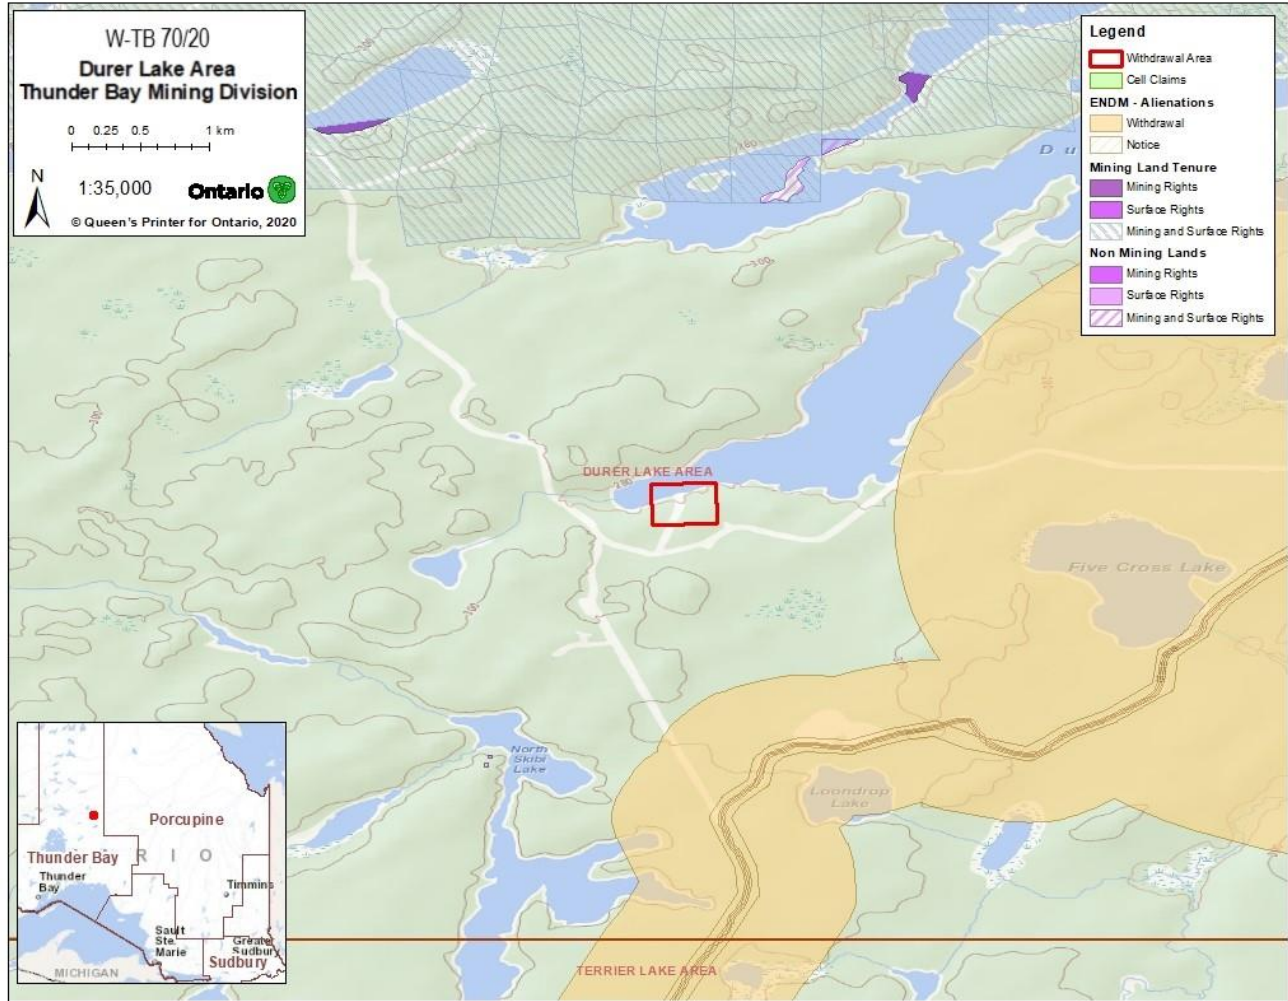 W-TB 70/20
Durer Lake Area
Thunder Bay Mining Division
0 0.25 0.5 1 km
N
1:35,000
Ontario
© Queen's Printer for Ontario, 2020
Legend
Withdrawal Area
Cell Claims
ENDM - Alienations
Withdrawal
Notice
Mining Land Tenure
Mining Rights
Surface Rights
Mining and Surface Rights
Non Mining Lands
Mining Rights
Surface Rights
Mining and Surface Rights
D u
DURER LAKE AREA
Five Cross Lake
North
Skibi
Lake
Loondrop
Lake
TERRIER LAKE AREA
Porcupine
Thunder Bay
R I O
Thunder
Bay
Timmins
Sault
Ste.
Marie
Greater
Sudbury
Sudbury
MICHIGAN